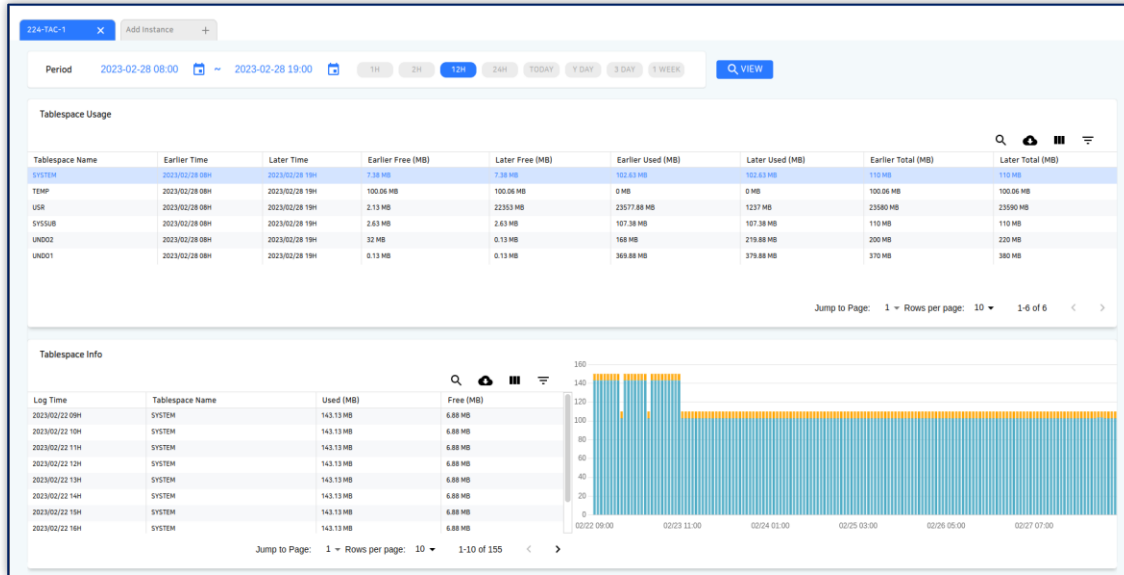 224-TAC-1 X Add Instance +
Period 2023-02-28 08:00 ~ 2023-02-28 19:00 1H 2H 12H 24H TODAY Y DAY 3 DAY 1 WEEK VIEW
Tablespace Usage
Tablespace Name Earlier Time Later Time Earlier Free (MB) Later Free (MB) Earlier Used (MB) Later Used (MB) Earlier Total (MB) Later Total (MB)
SYSTEM 2023/02/28 08H 2023/02/28 19H 7.38 MB 7.38 MB 102.63 MB 102.63 MB 110 MB 110 MB
TEMP 2023/02/28 08H 2023/02/28 19H 100.06 MB 100.06 MB 0 MB 0 MB 100.06 MB 100.06 MB
USR 2023/02/28 08H 2023/02/28 19H 2.13 MB 22353 MB 23577.88 MB 1237 MB 23580 MB 23590 MB
SYSSUB 2023/02/28 08H 2023/02/28 19H 2.63 MB 2.63 MB 107.38 MB 107.38 MB 110 MB 110 MB
UNDO2 2023/02/28 08H 2023/02/28 19H 32 MB 0.13 MB 168 MB 219.88 MB 200 MB 220 MB
UNDO1 2023/02/28 08H 2023/02/28 19H 0.13 MB 0.13 MB 369.88 MB 379.88 MB 370 MB 380 MB
Jump to Page: 1 Rows per page: 10 1-6 of 6 < >
Tablespace Info
Log Time Tablespace Name Used (MB) Free (MB)
2023/02/22 09H SYSTEM 143.13 MB 6.88 MB
2023/02/22 10H SYSTEM 143.13 MB 6.88 MB
2023/02/22 11H SYSTEM 143.13 MB 6.88 MB
2023/02/22 12H SYSTEM 143.13 MB 6.88 MB
2023/02/22 13H SYSTEM 143.13 MB 6.88 MB
2023/02/22 14H SYSTEM 143.13 MB 6.88 MB
2023/02/22 15H SYSTEM 143.13 MB 6.88 MB
2023/02/22 16H SYSTEM 143.13 MB 6.88 MB
Jump to Page: 1 Rows per page: 10 1-10 of 155 < >
160
140
120
100
80
60
40
20
0
02/22 09:00 02/23 11:00 02/24 01:00 02/25 03:00 02/26 05:00 02/27 07:00